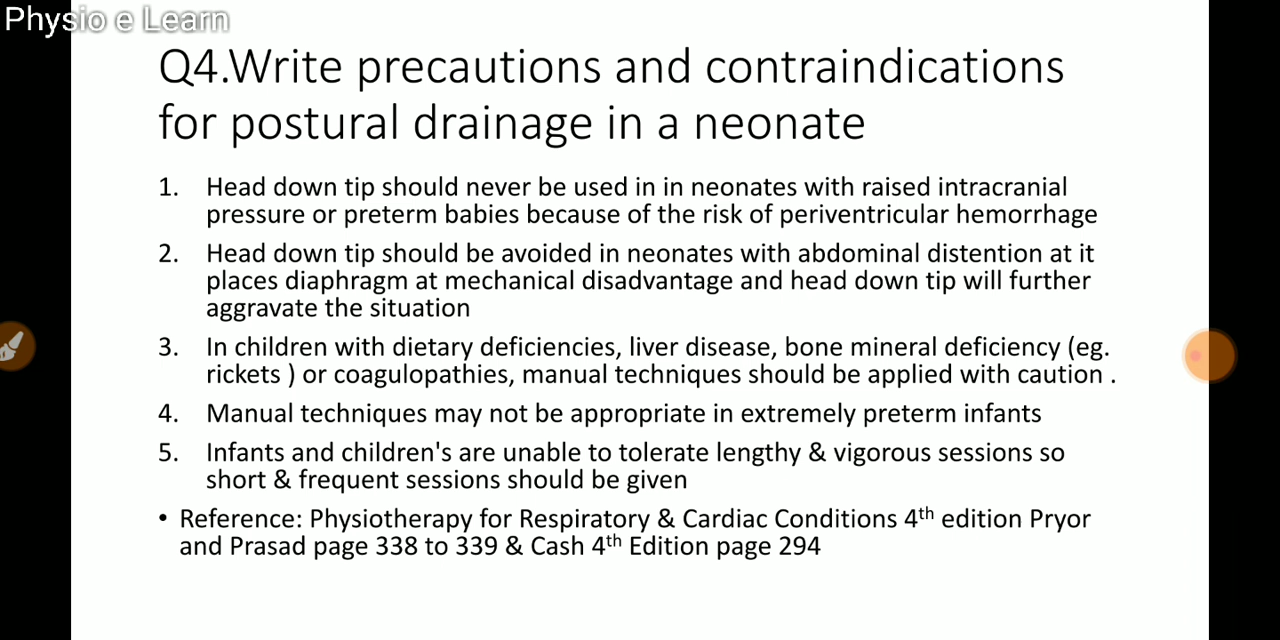 Physio e Learn
Q4.Write precautions and contraindications
for postural drainage in a neonate
1. Head down tip should never be used in in neonates with raised intracranial
pressure or preterm babies because of the risk of periventricular hemorrhage
2. Head down tip should be avoided in neonates with abdominal distention at it
places diaphragm at mechanical disadvantage and head down tip will further
aggravate the situation
3. In children with dietary deficiencies, liver disease, bone mineral deficiency (eg.
rickets ) or coagulopathies, manual techniques should be applied with caution .
4. Manual techniques may not be appropriate in extremely preterm infants
5. Infants and children's are unable to tolerate lengthy & vigorous sessions so
short & frequent sessions should be given
• Reference: Physiotherapy for Respiratory & Cardiac Conditions 4th edition Pryor
and Prasad page 338 to 339 & Cash 4th Edition page 294